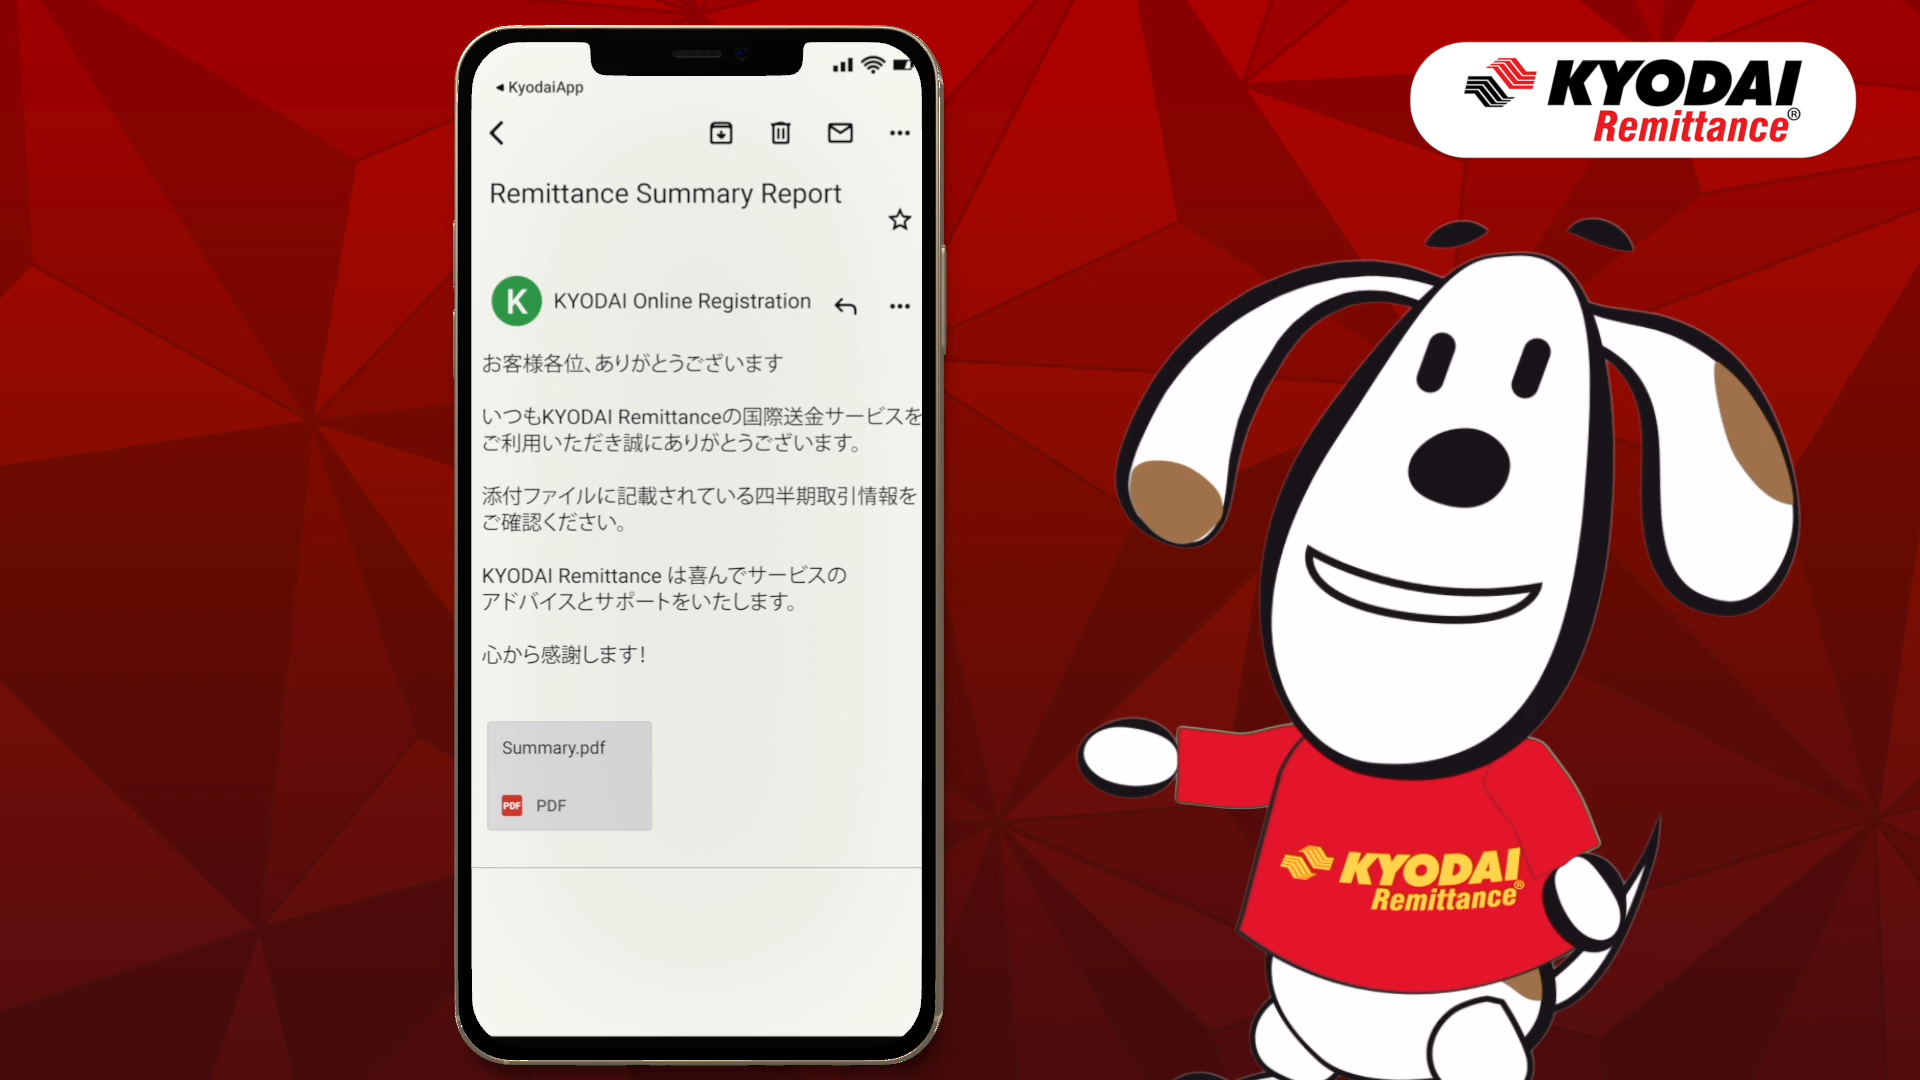 KyodaiApp
Remittance Summary Report
K
KYODAI Online Registration
お客様各位、ありがとうございます
いつもKYODAI Remittanceの国際送金サービスを
ご利用いただき誠にありがとうございます。
添付ファイルに記載されている四半期取引情報を
ご確認ください。
KYODAI Remittance は喜んでサービスの
アドバイスとサポートをいたします。
心から感謝します！
Summary.pdf
PDF
PDF
KYODAI
Remittance®
KYODAI
Remittance®